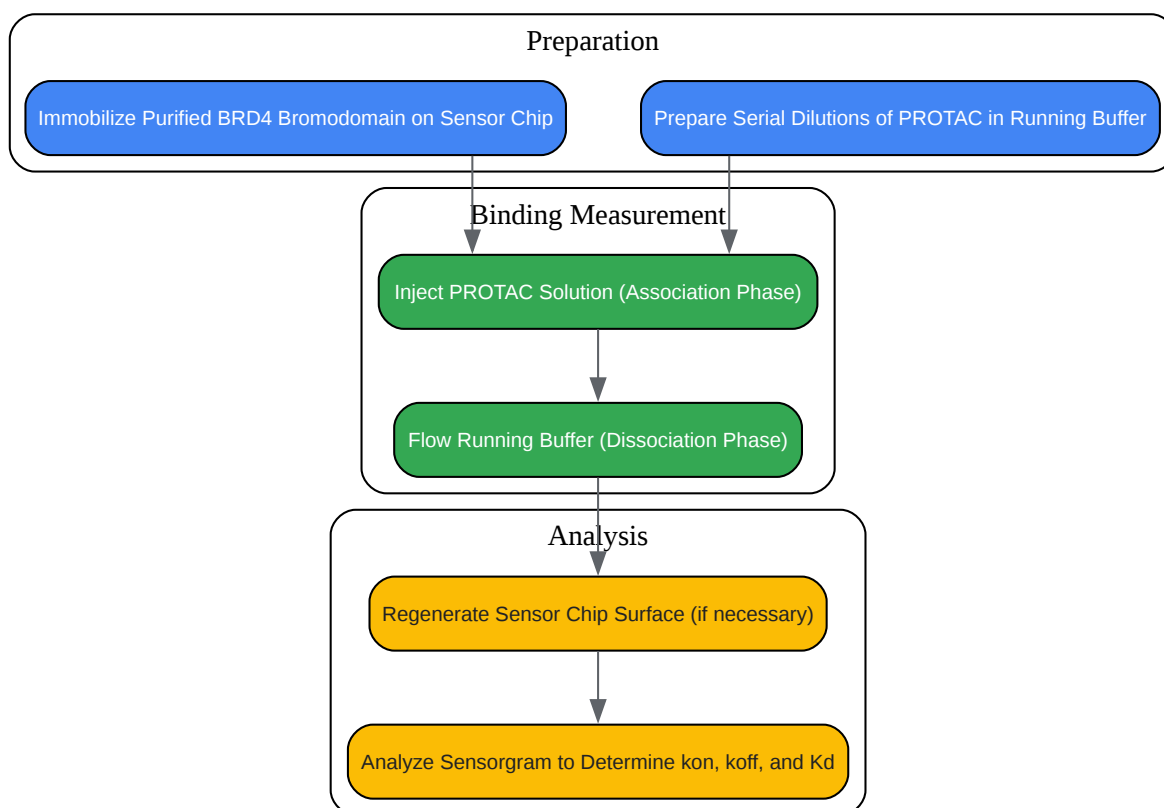 Preparation
Immobilize Purified BRD4 Bromodomain on Sensor Chip
Prepare Serial Dilutions of PROTAC in Running Buffer
Binding Measurement
Inject PROTAC Solution (Association Phase)
Flow Running Buffer (Dissociation Phase)
Analysis
Regenerate Sensor Chip Surface (if necessary)
Analyze Sensorgram to Determine kon, koff, and Kd